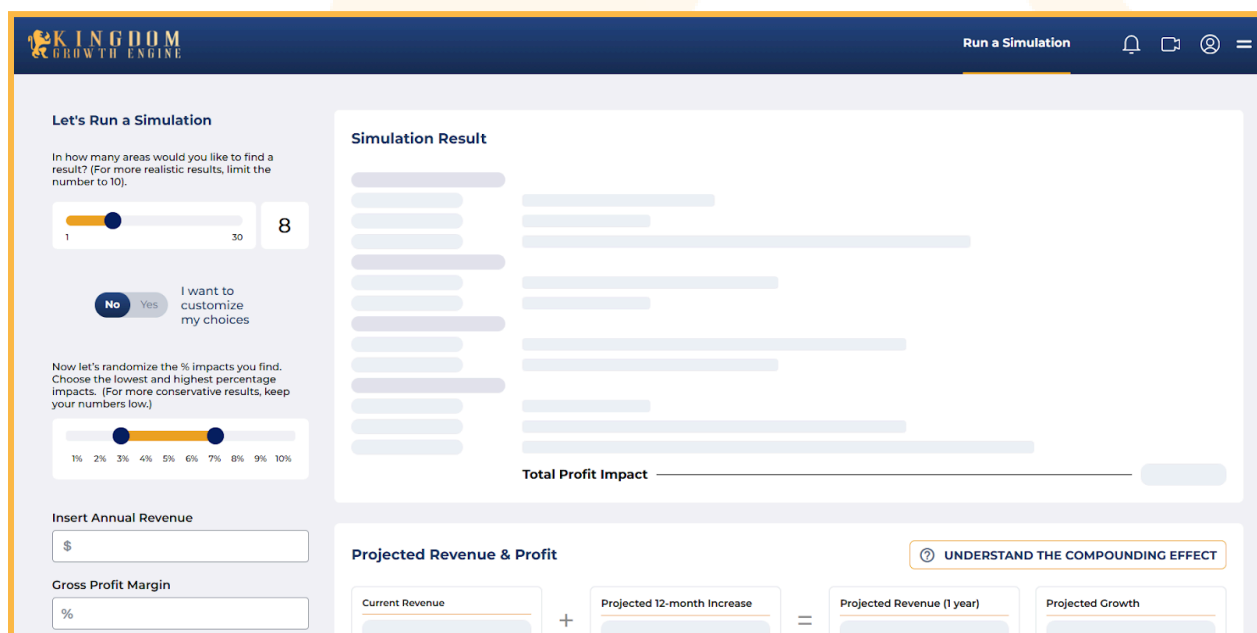 KINGDOM
GROWTH ENGINE
Run a Simulation
Let's Run a Simulation
In how many areas would you like to find a
result? (For more realistic results, limit the
number to 10).
1
30
8
No
Yes
I want to
customize
my choices
Now let's randomize the % impacts you find.
Choose the lowest and highest percentage
impacts. (For more conservative results, keep
your numbers low.)
1% 2% 3% 4% 5% 6% 7% 8% 9% 10%
Insert Annual Revenue
$
Gross Profit Margin
%
Simulation Result
Total Profit Impact
Projected Revenue & Profit
? UNDERSTAND THE COMPOUNDING EFFECT
Current Revenue
+
Projected 12-month Increase
=
Projected Revenue (1 year)
Projected Growth